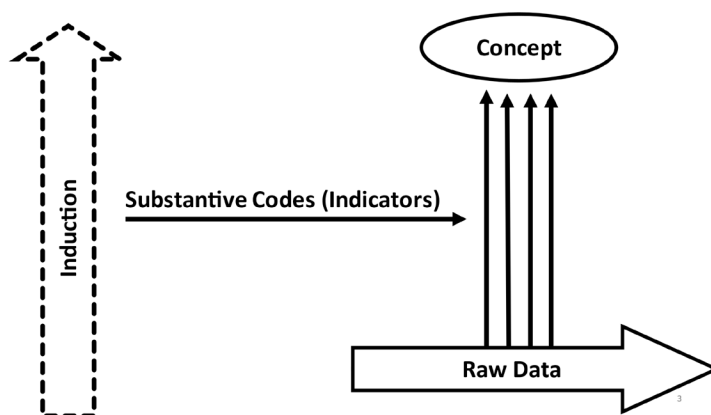 Concept
Substantive Codes (Indicators)
Induction
Raw Data
3